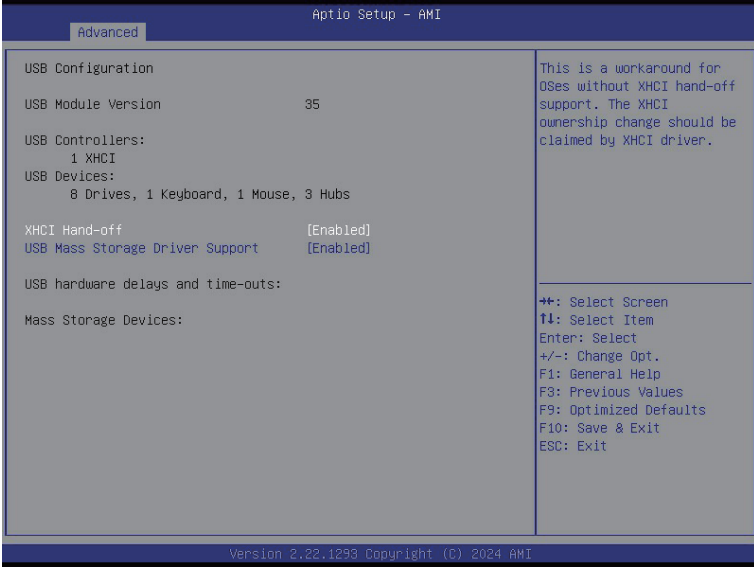 Aptio Setup – AMI
Advanced
USB Configuration
USB Module Version 35
USB Controllers:
1 XHCI
USB Devices:
8 Drives, 1 Keyboard, 1 Mouse, 3 Hubs
XHCI Hand-off [Enabled]
USB Mass Storage Driver Support [Enabled]
USB hardware delays and time-outs:
Mass Storage Devices:
This is a workaround for
OSes without XHCI hand-off
support. The XHCI
ownership change should be
claimed by XHCI driver.
→←: Select Screen
↑↓: Select Item
Enter: Select
+/-: Change Opt.
F1: General Help
F3: Previous Values
F9: Optimized Defaults
F10: Save & Exit
ESC: Exit
Version 2.22.1293 Copyright (C) 2024 AMI